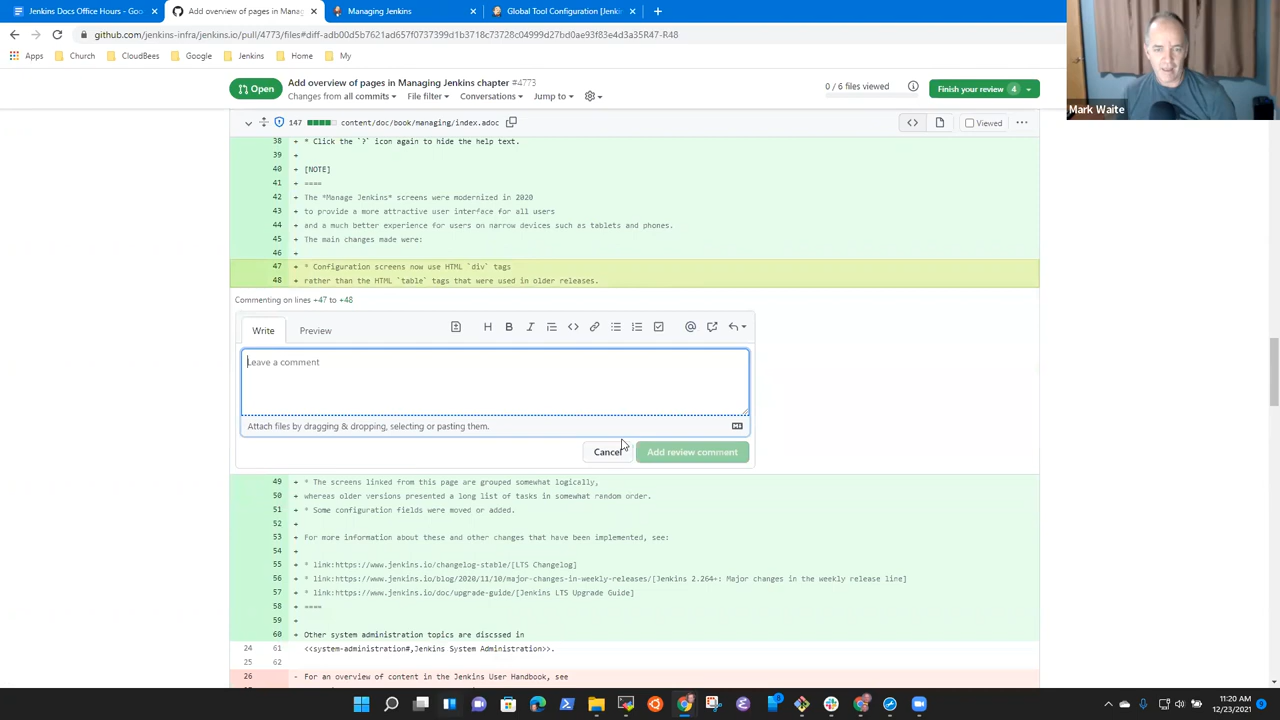 Jenkins Docs Office Hours - Goo
Add overview of pages in Manag
Managing Jenkins
Global Tool Configuration [Jenkin
github.com/jenkins-infra/jenkins.io/pull/4773/files#diff-adb00d5b7621ad657f0737399d1b3718c73c04999d27bd0ae93f83e4d3a35R47-R48
Apps
Church
CloudBees
Google
Jenkins
Home
My
Mark Waite
Open
Add overview of pages in Managing Jenkins chapter #4773
Changes from all commits
File filter
Conversations
Jump to
0 / 6 files viewed
Finish your review 4
147 content/doc/book/managing/index.adoc
Viewed
38 + * Click the `?` icon again to hide the help text.
39 +
40 + [NOTE]
41 + ====
42 + The *Manage Jenkins* screens were modernized in 2020
43 + to provide a more attractive user interface for all users
44 + and a much better experience for users on narrow devices such as tablets and phones.
45 + The main changes made were:
46 +
47 + * Configuration screens now use HTML `div` tags
48 + rather than the HTML `table` tags that were used in older releases.
Commenting on lines +47 to +48
Write
Preview
Leave a comment
Attach files by dragging & dropping, selecting or pasting them.
Cancel
Add review comment
49 + * The screens linked from this page are grouped somewhat logically,
50 + whereas older versions presented a long list of tasks in somewhat random order.
51 + * Some configuration fields were moved or added.
52 +
53 + For more information about these and other changes that have been implemented, see:
54 +
55 + * link:https://www.jenkins.io/changelog-stable/[LTS Changelog]
56 + * link:https://www.jenkins.io/blog/2020/11/10/major-changes-in-weekly-releases/[Jenkins 2.264+: Major changes in the weekly release line]
57 + * link:https://www.jenkins.io/doc/upgrade-guide/[Jenkins LTS Upgrade Guide]
58 + ====
59 +
60 + Other system administration topics are discssed in
24 61 <<system-administration#,Jenkins System Administration>>.
25 62
26 - For an overview of content in the Jenkins User Handbook, see
11:20 AM
12/23/2021